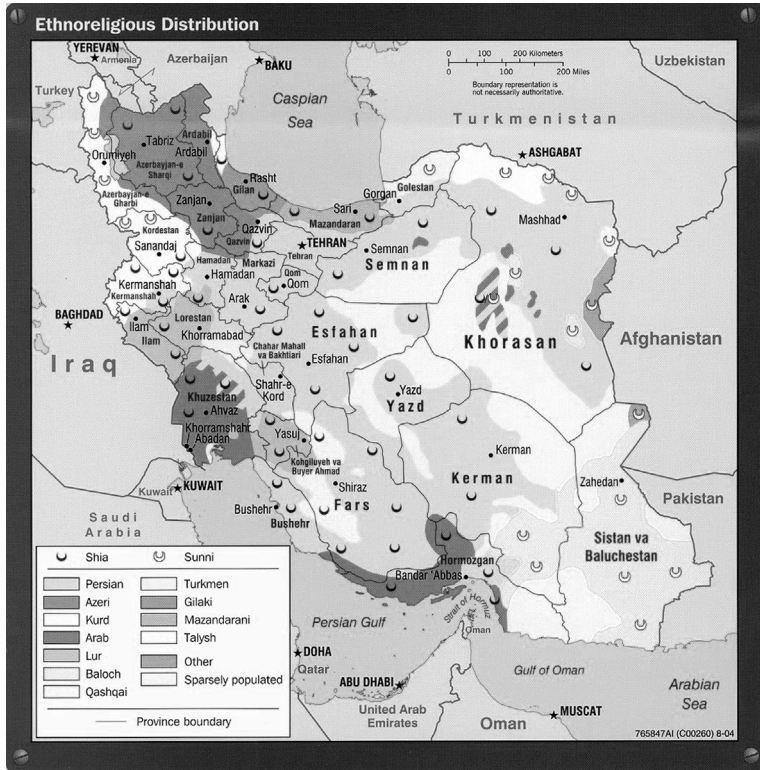 Ethnoreligious Distribution
YEREVAN
Armenia
Azerbaijan
BAKU
0 100 200 Kilometers
0 100 200 Miles
Boundary representation is
not necessarily authoritative.
Uzbekistan
Turkey
Caspian
Sea
Turkmenistan
Tabriz
Ardabil
Ardabil
Orumiyeh
Azerbayjan-e
Sharqi
ASHGABAT
Rasht
Gilan
Golestan
Gorgan
Azerbayjan-e
Gharbi
Zanjan
Zanjan
Sari
Mazandaran
Mashhad
Kordestan
Qazvin
Qazvin
TEHRAN
Tehran
Semnan
Semnan
Sanandaj
Hamadan
Hamadan
Markazi
Qom
Qom
Kermanshah
Kermanshah
Arak
BAGHDAD
Ilam
Ilam
Lorestan
Khorramabad
Esfahan
Khorasan
Afghanistan
Iraq
Chahar Mahall
va Bakhtiari
Esfahan
Shahr-e
Kord
Khuzestan
Ahvaz
Yazd
Yazd
Khorramshahr
Abadan
Yasuj
Kohgiluyeh va
Buyer Ahmad
Kerman
Kerman
Zahedan
KUWAIT
Kuwait
Shiraz
Fars
Pakistan
Bushehr
Bushehr
Saudi
Arabia
Sistan va
Baluchestan
Hormozgan
Bandar 'Abbas
Shia Sunni
Persian Turkmen
Azeri Gilaki
Kurd Mazandarani
Arab Talysh
Lur Other
Baloch Sparsely populated
Qashqai
Province boundary
Strait of Hormuz
Oman
Persian Gulf
DOHA
Qatar
ABU DHABI
United Arab
Emirates
Gulf of Oman
Oman
MUSCAT
Arabian
Sea
765847AI (C00260) 8-04